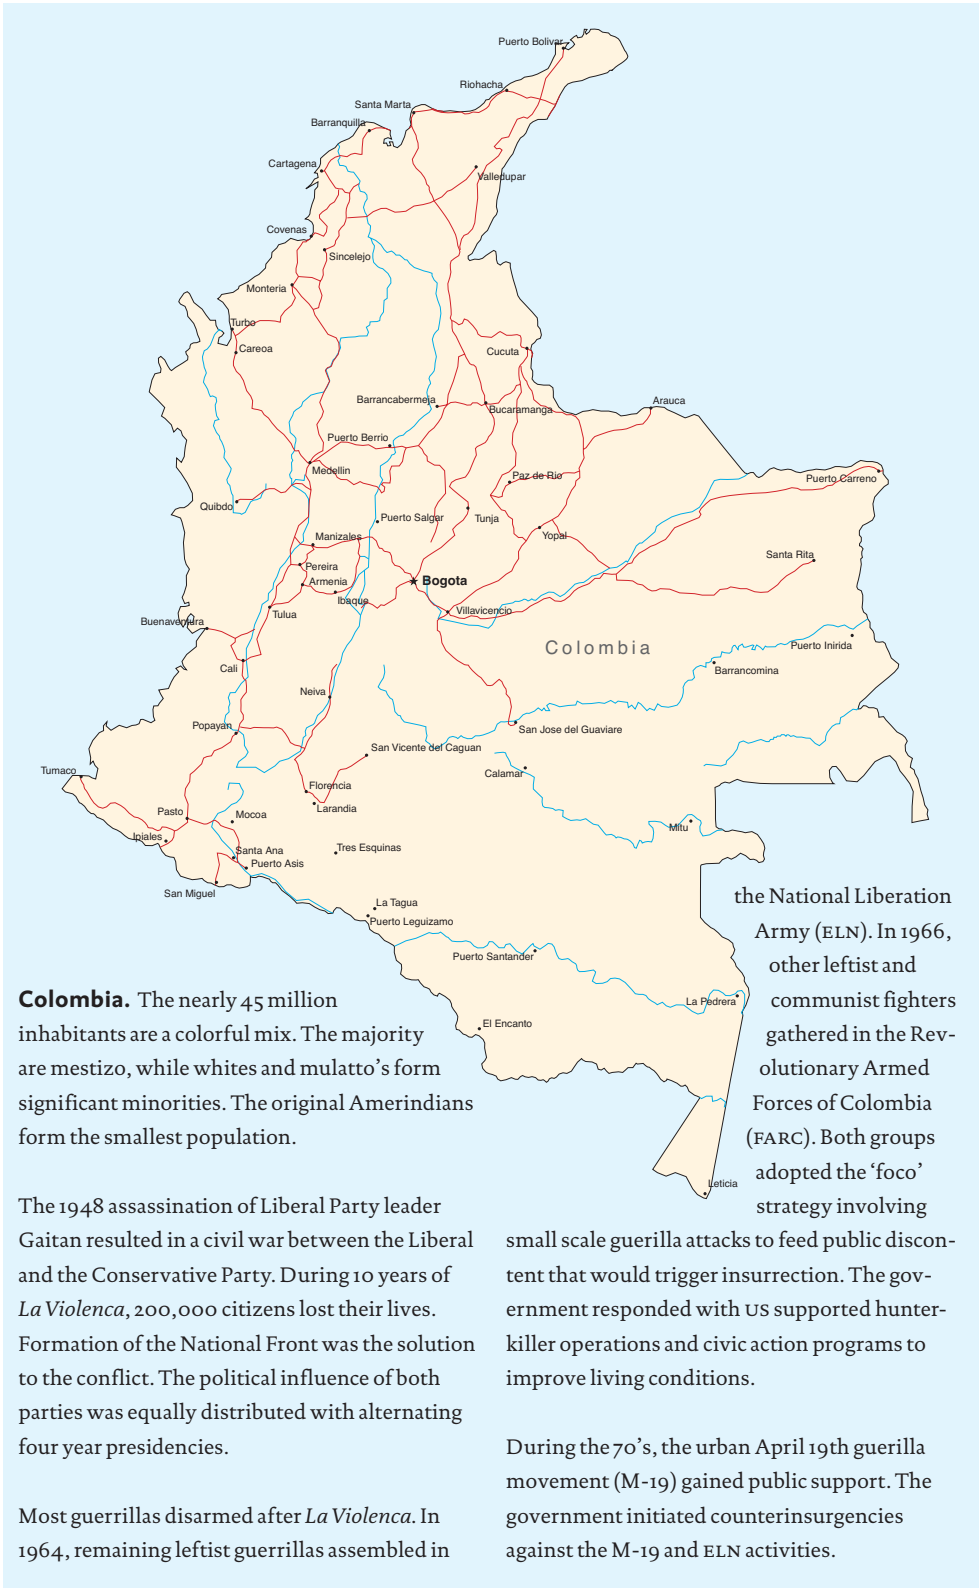 Puerto Bolivar
Riohacha
Santa Marta
Barranquilla
Cartagena
Valledupar
Covenas
Sincelejo
Monteria
Turbo
Careoa
Cucuta
Barrancabermeja
Arauca
Bucaramanga
Puerto Berrio
Medellin
Paz de Rio
Puerto Carreno
Quibdo
Puerto Salgar
Tunja
Manizales
Yopal
Santa Rita
Pereira
Armenia
Bogota
Ibaque
Tulua
Villavicencio
Buenaventura
Colombia
Puerto Inirida
Cali
Barrancomina
Neiva
Popayan
San Jose del Guaviare
San Vicente del Caguan
Tumaco
Calamar
Florencia
Larandia
Pasto
Mocoa
Mitu
Ipiales
Santa Ana
Tres Esquinas
Puerto Asis
San Miguel
La Tagua
Puerto Leguizamo
Puerto Santander
La Pedrera
El Encanto
Leticia
Colombia. The nearly 45 million
inhabitants are a colorful mix. The majority
are mestizo, while whites and mulatto’s form
significant minorities. The original Amerindians
form the smallest population.
The 1948 assassination of Liberal Party leader
Gaitan resulted in a civil war between the Liberal
and the Conservative Party. During 10 years of
La Violenca, 200,000 citizens lost their lives.
Formation of the National Front was the solution
to the conflict. The political influence of both
parties was equally distributed with alternating
four year presidencies.
Most guerrillas disarmed after La Violenca. In
1964, remaining leftist guerrillas assembled in
the National Liberation
Army (ELN). In 1966,
other leftist and
communist fighters
gathered in the Rev-
olutionary Armed
Forces of Colombia
(FARC). Both groups
adopted the ‘foco’
strategy involving
small scale guerilla attacks to feed public discon-
tent that would trigger insurrection. The gov-
ernment responded with US supported hunter-
killer operations and civic action programs to
improve living conditions.
During the 70’s, the urban April 19th guerilla
movement (M-19) gained public support. The
government initiated counterinsurgencies
against the M-19 and ELN activities.